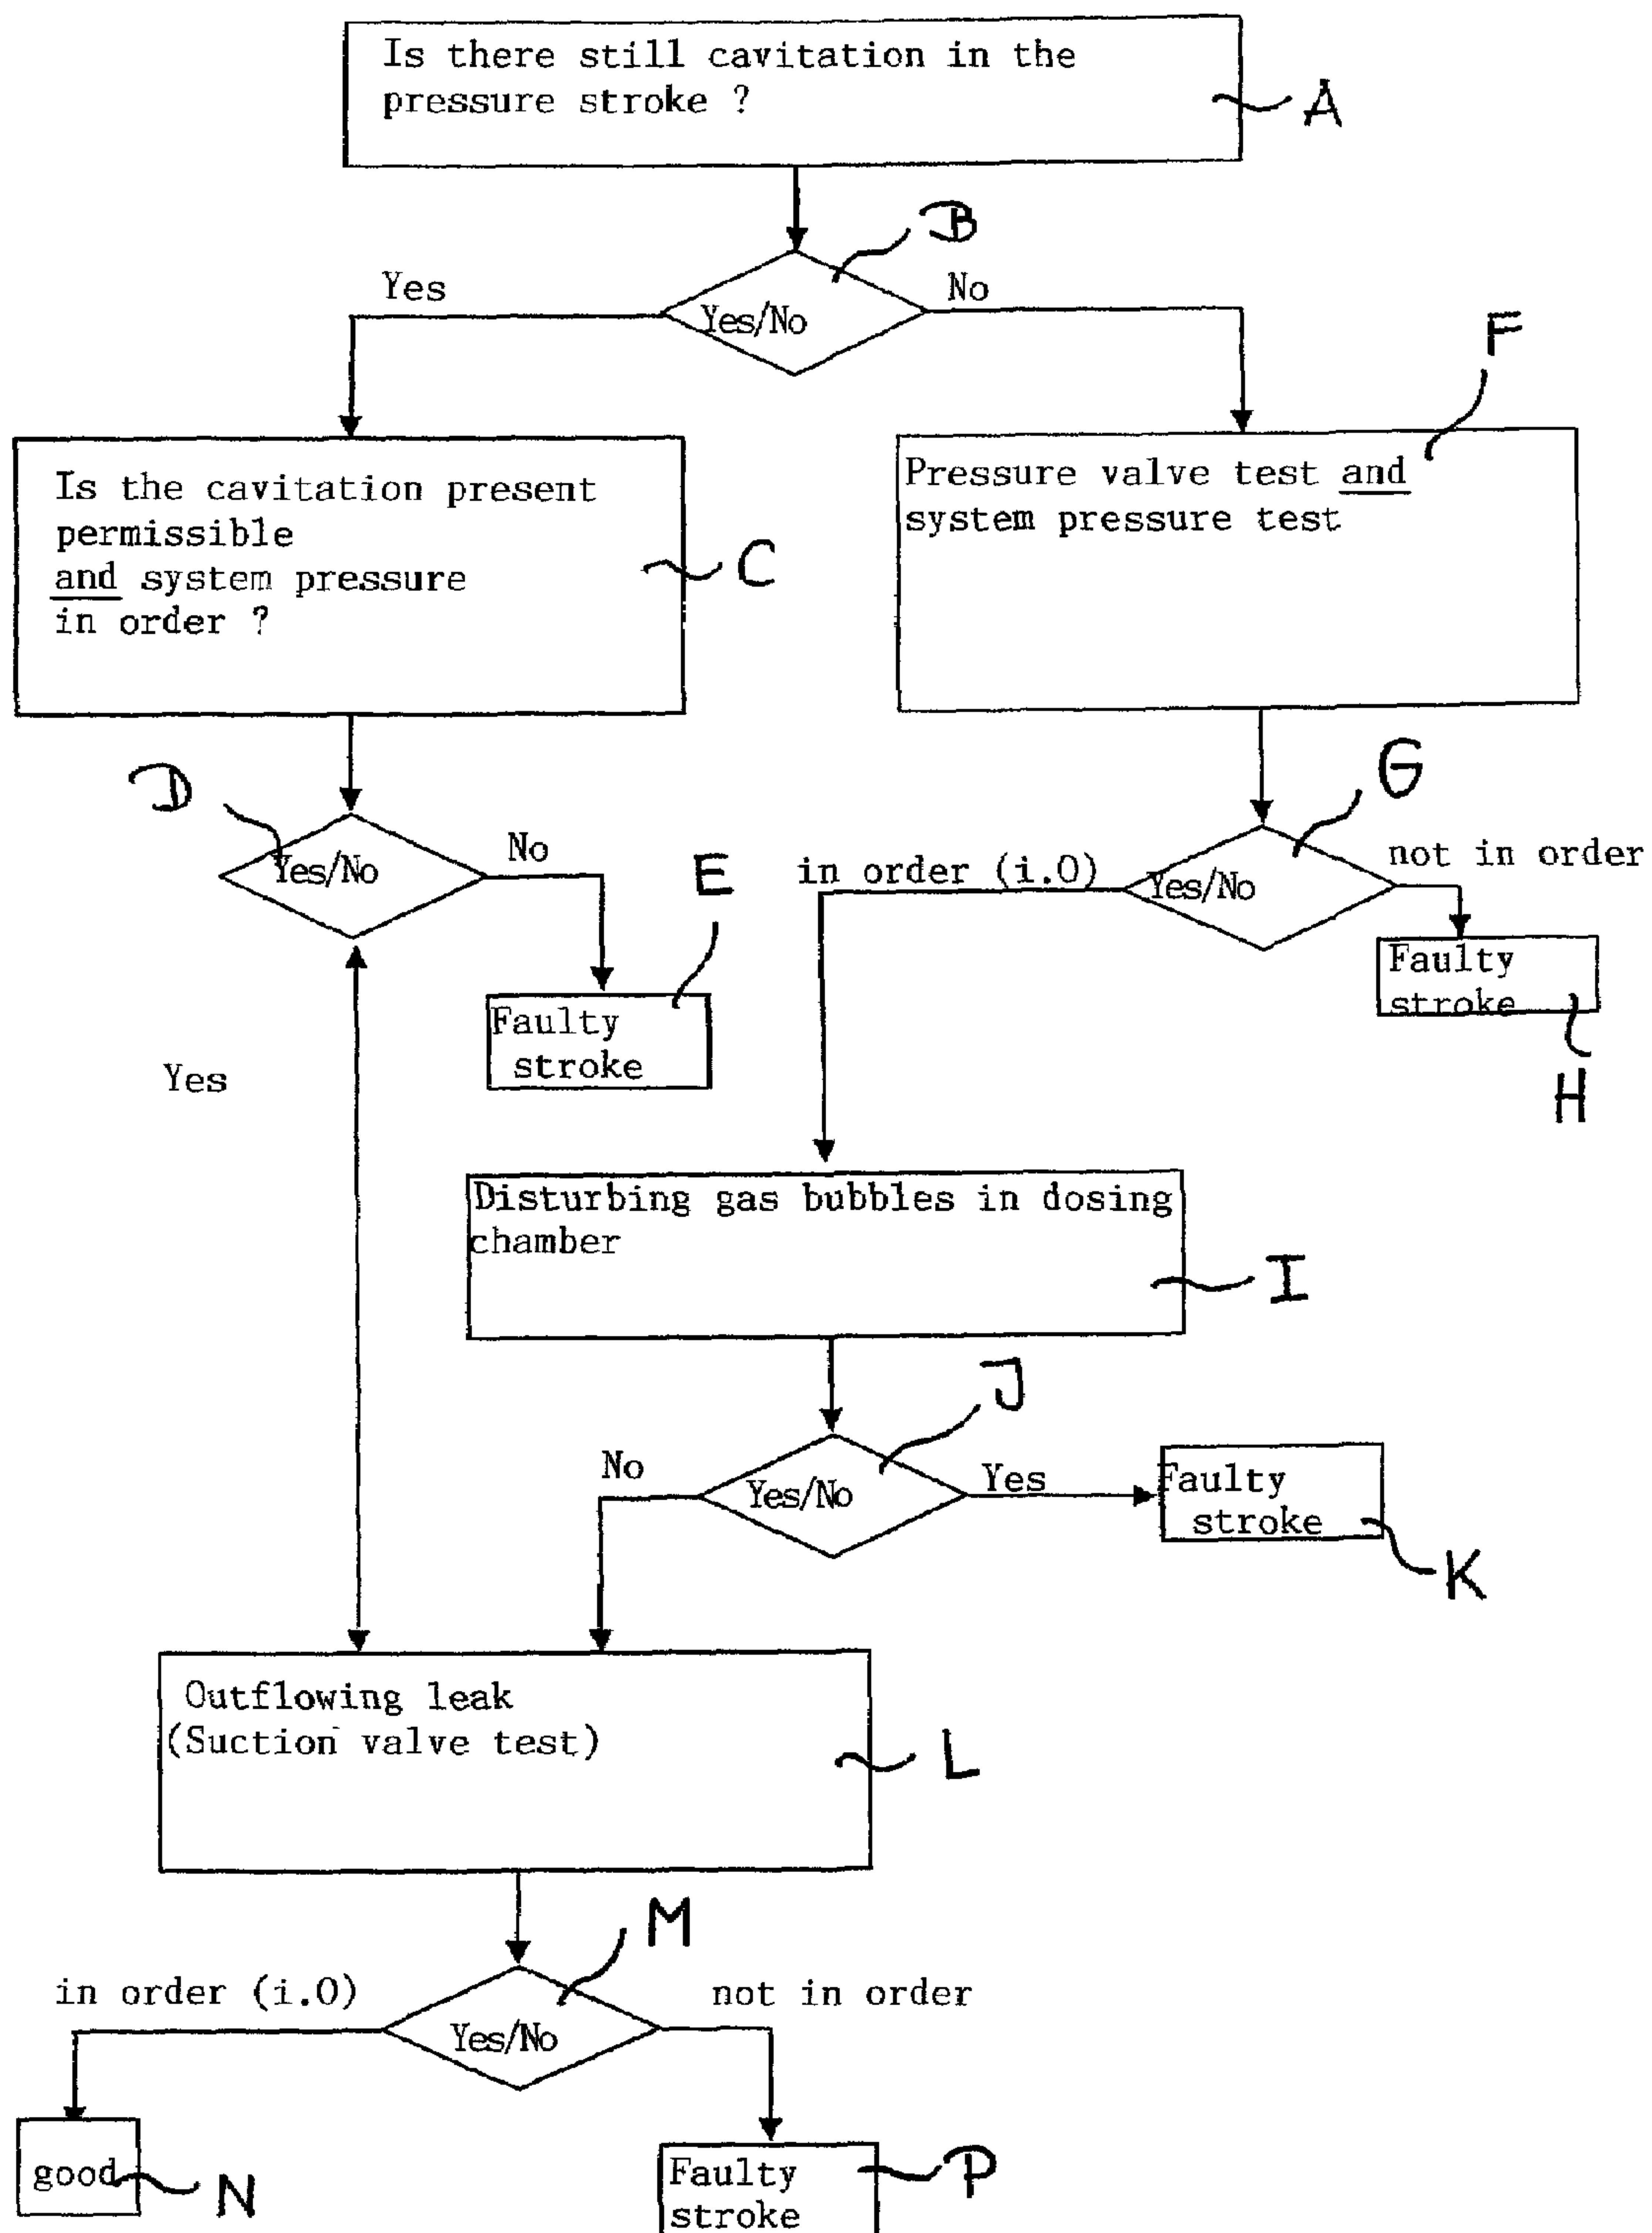 Is there still cavitation in the
pressure stroke ?
A
B
Yes
Yes/No
No
F
Is the cavitation present
permissible
and system pressure
in order ?
C
Pressure valve test and
system pressure test
D
Yes/No
No
E
G
in order (i.O)
Yes/No
not in order
Faulty
stroke
Faulty
stroke
H
Yes
Disturbing gas bubbles in dosing
chamber
I
J
No
Yes/No
Yes
Faulty
stroke
K
Outflowing leak
(Suction valve test)
L
M
in order (i.O)
Yes/No
not in order
good
N
Faulty
stroke
P